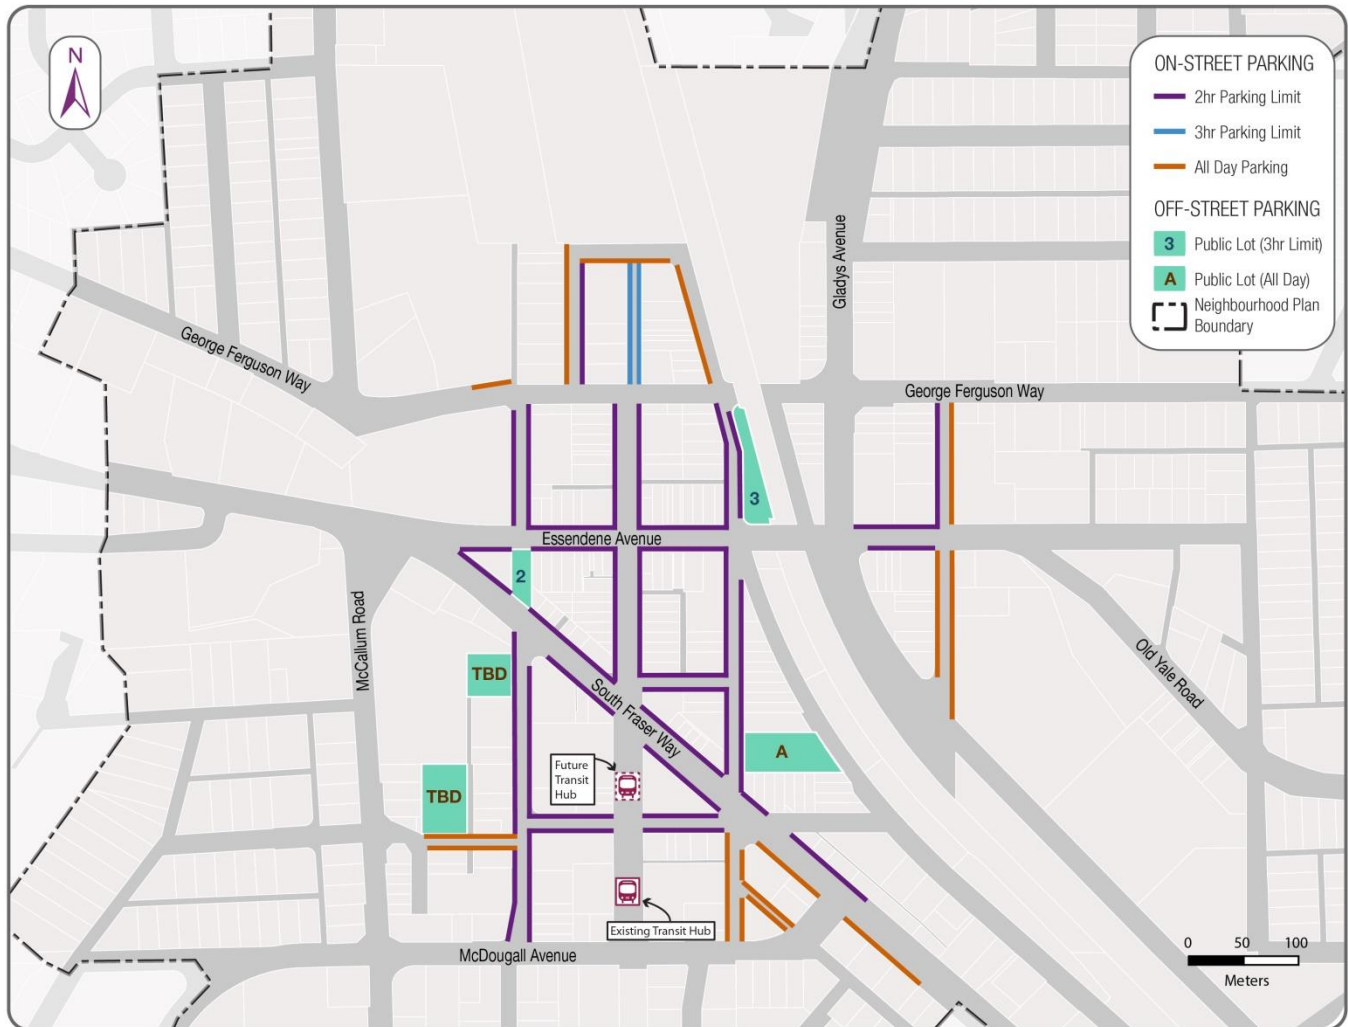 N
ON-STREET PARKING
2hr Parking Limit
3hr Parking Limit
All Day Parking
OFF-STREET PARKING
3 Public Lot (3hr Limit)
A Public Lot (All Day)
Neighbourhood Plan
Boundary
Gladys Avenue
George Ferguson Way
George Ferguson Way
3
Essendene Avenue
2
McCallum Road
TBD
Old Yale Road
South Fraser Way
A
Future
Transit
Hub
TBD
Existing Transit Hub
McDougall Avenue
0 50 100
Meters